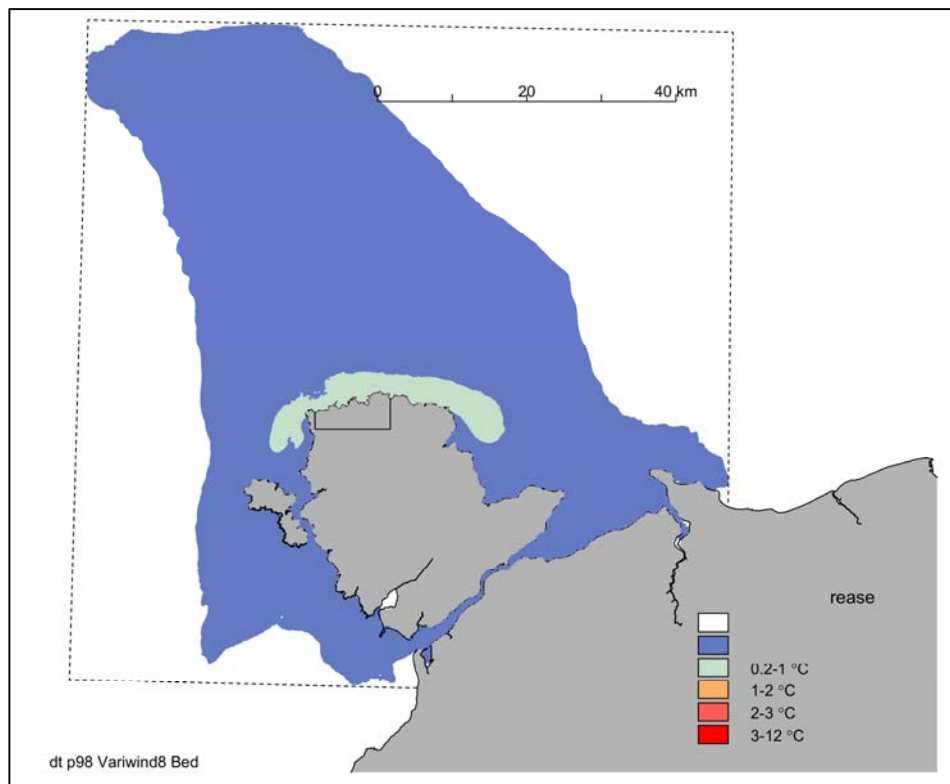 0 20 40 km
rease
0.2-1 °C
1-2 °C
2-3 °C
3-12 °C
dt p98 Variwind8 Bed